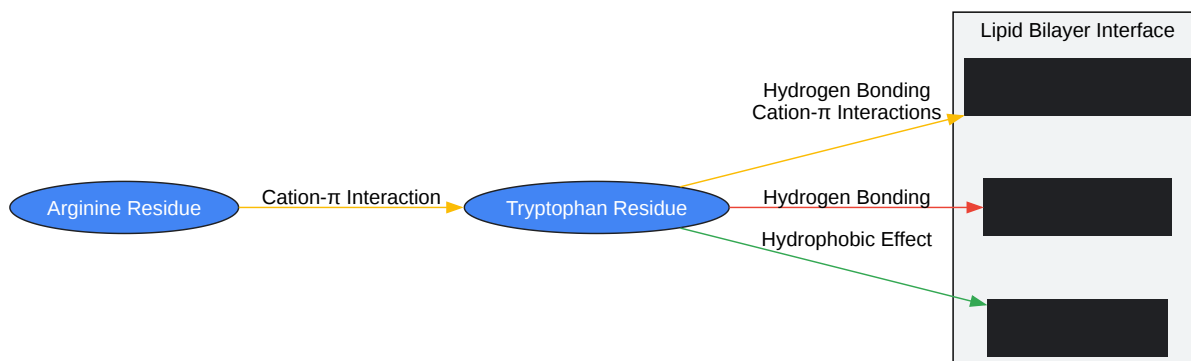 Lipid Bilayer Interface
Hydrogen Bonding
Cation-π Interactions
Arginine Residue
Cation-π Interaction
Tryptophan Residue
Hydrogen Bonding
Hydrophobic Effect